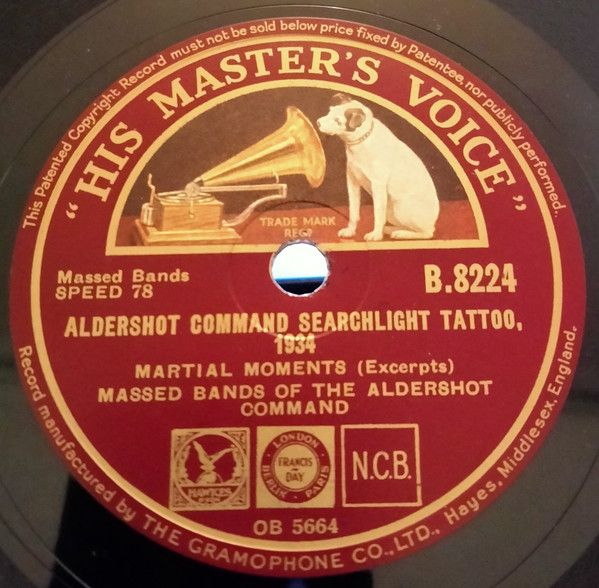 This Patented Copyright Record must not be sold below price fixed by Patentee, nor publicly performed.
"HIS MASTER'S VOICE"
TRADE MARK
REGD
Massed Bands
SPEED 78
B.8224
ALDERSHOT COMMAND SEARCHLIGHT TATTOO,
1934
MARTIAL MOMENTS (Excerpts)
MASSED BANDS OF THE ALDERSHOT
COMMAND
HAWKES
LONDON
FRANCIS
DAY
BERLIN - PARIS
N.C.B.
OB 5664
Record manufactured by THE GRAMOPHONE CO., LTD., Hayes, Middlesex, England.